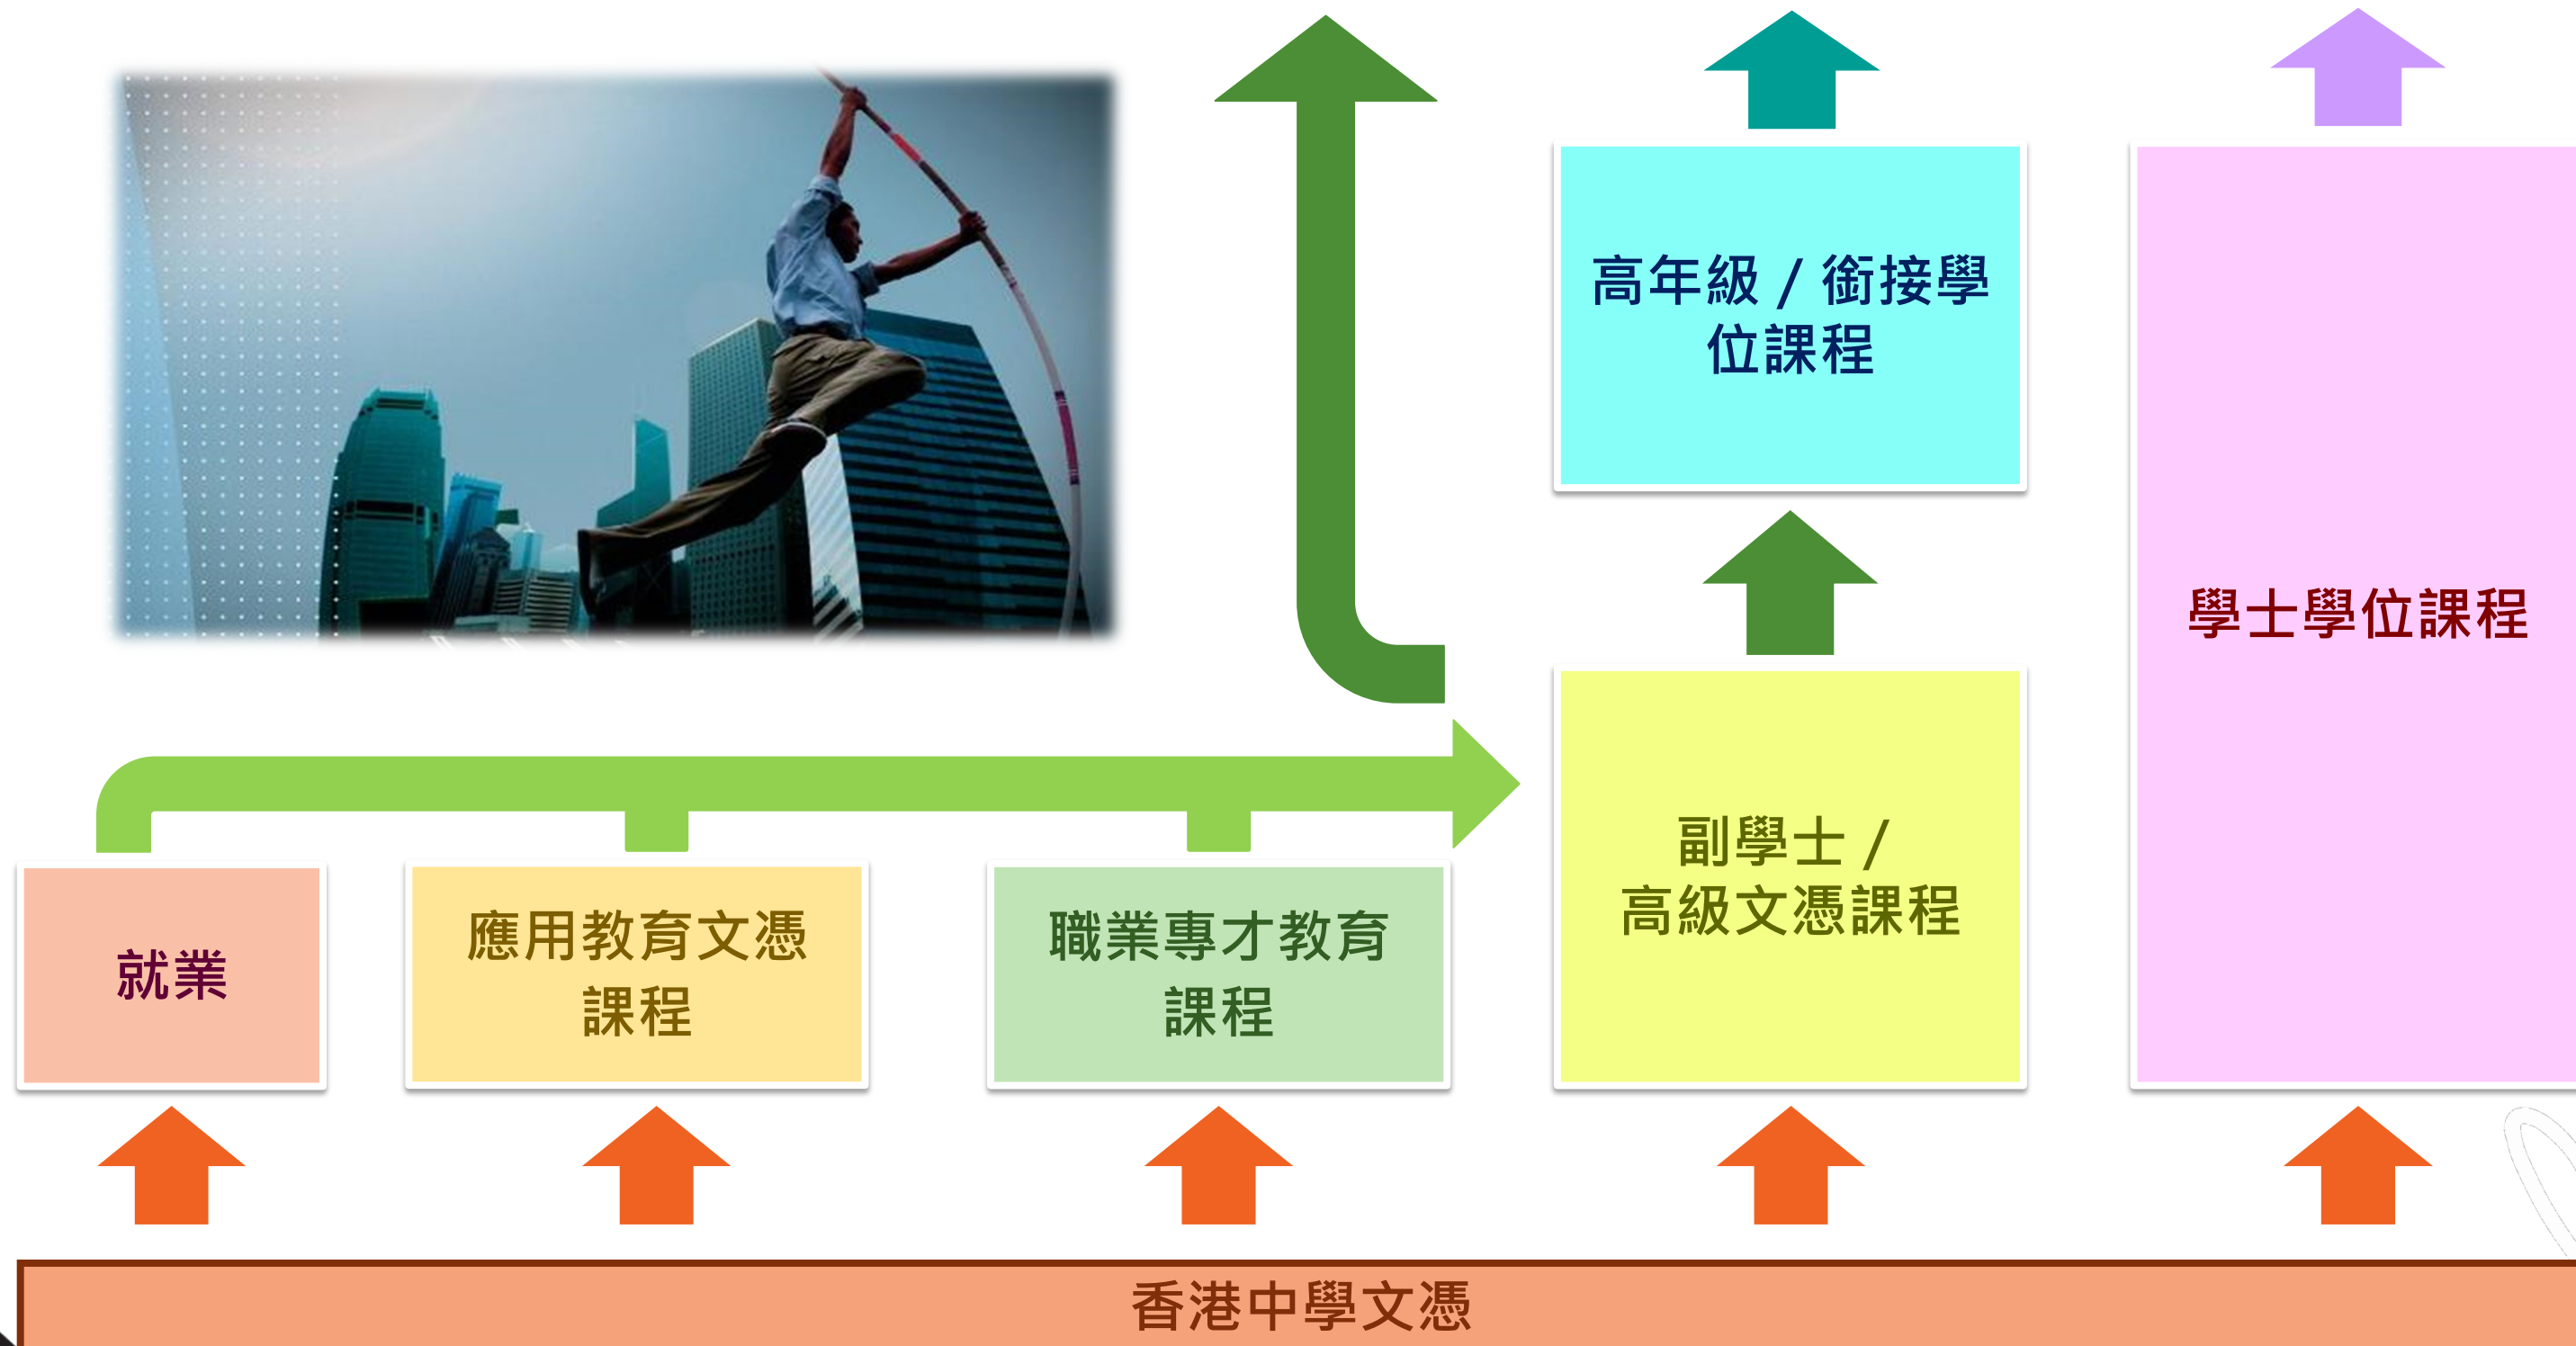 高年級 / 銜接學
位課程
學士學位課程
副學士 /
高級文憑課程
就業
應用教育文憑
課程
職業專才教育
課程
香港中學文憑